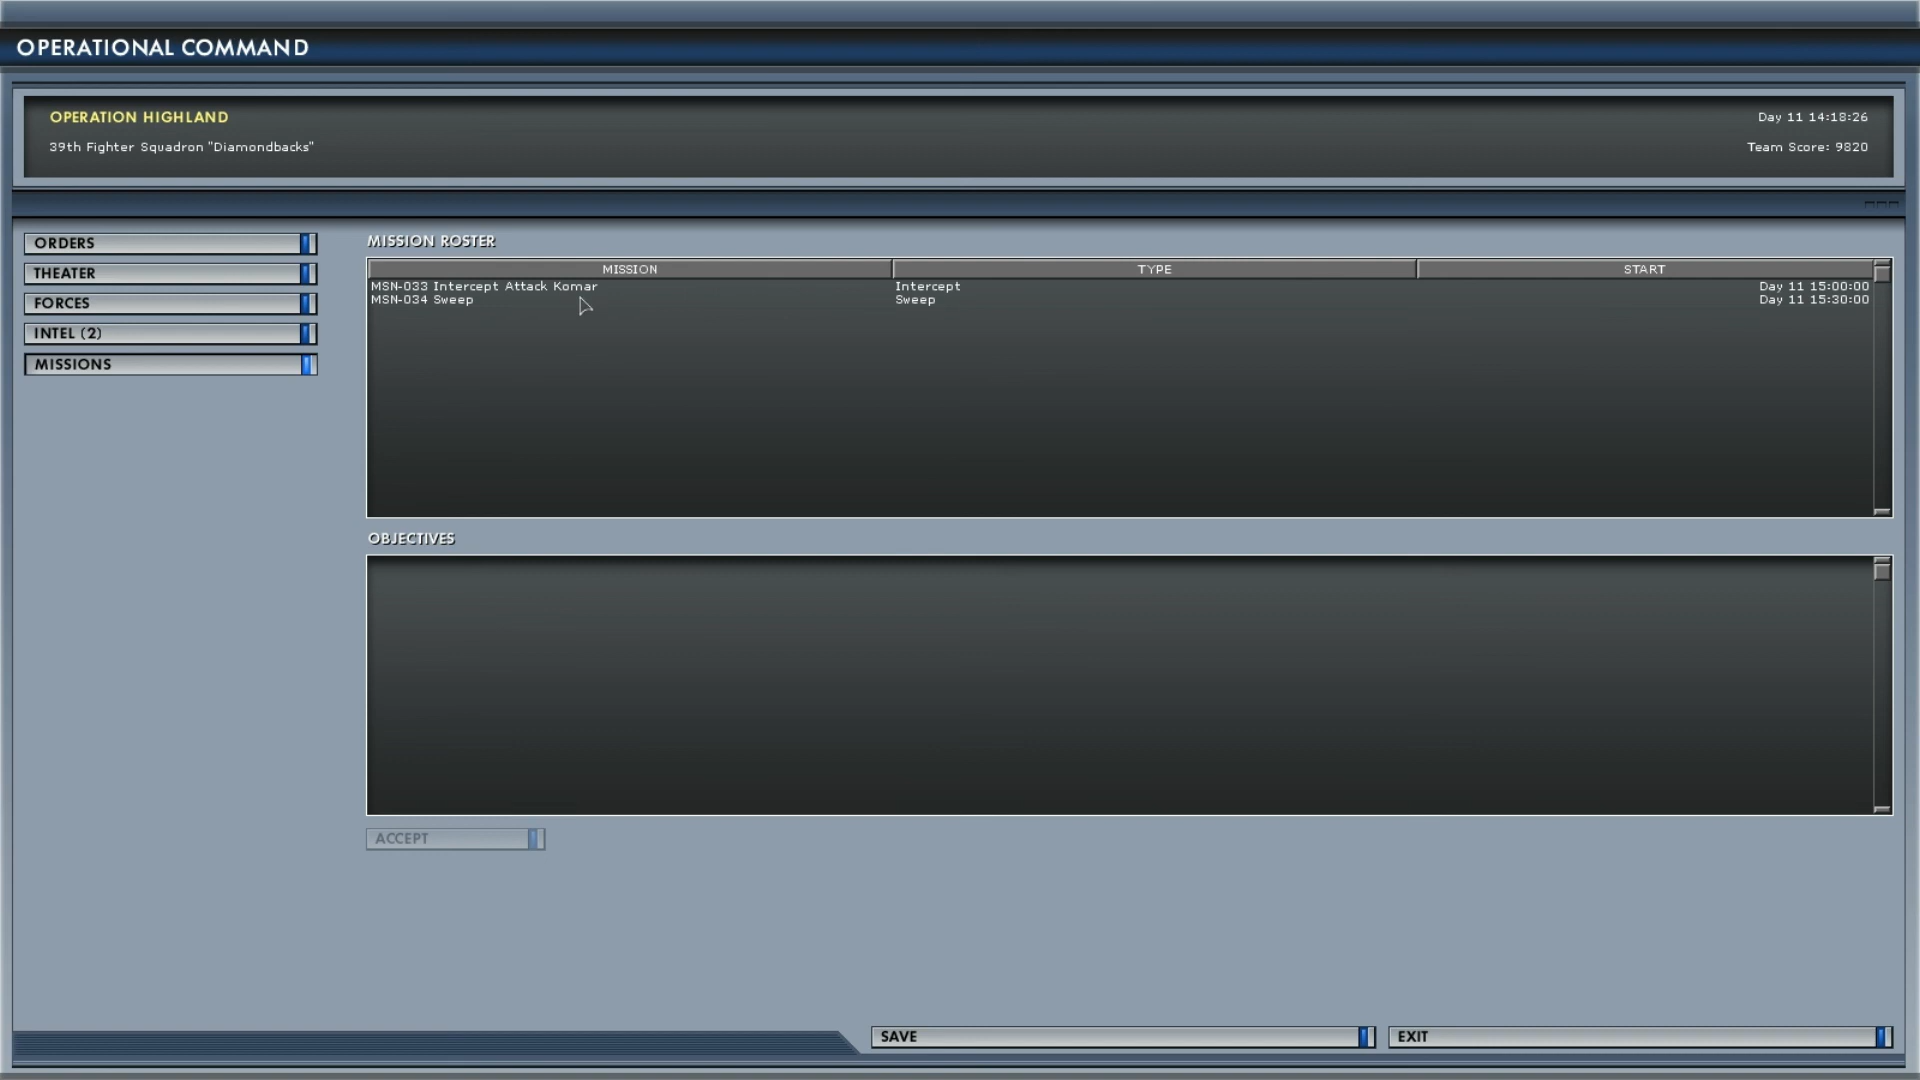 OPERATIONAL COMMAND
OPERATION HIGHLAND
Day 11 14:18:26
39th Fighter Squadron "Diamondbacks"
Team Score: 9820
ORDERS
THEATER
FORCES
INTEL (2)
MISSIONS
MISSION ROSTER
MISSION TYPE START
MSN-033 Intercept Attack Komar Intercept Day 11 15:00:00
MSN-034 Sweep Sweep Day 11 15:30:00
OBJECTIVES
ACCEPT
SAVE
EXIT